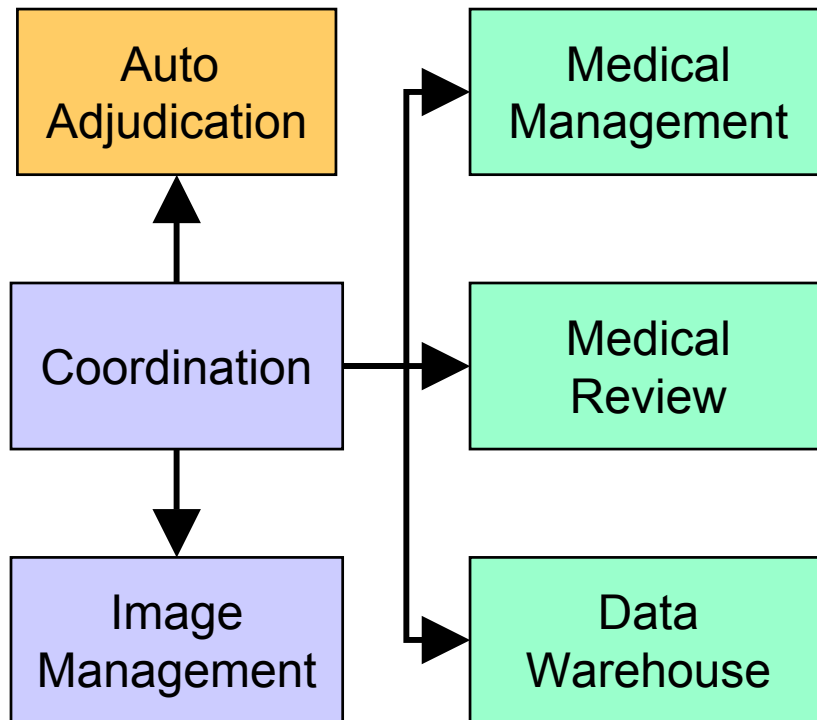 Auto
Adjudication
Medical
Management
Coordination
Medical
Review
Image
Management
Data
Warehouse